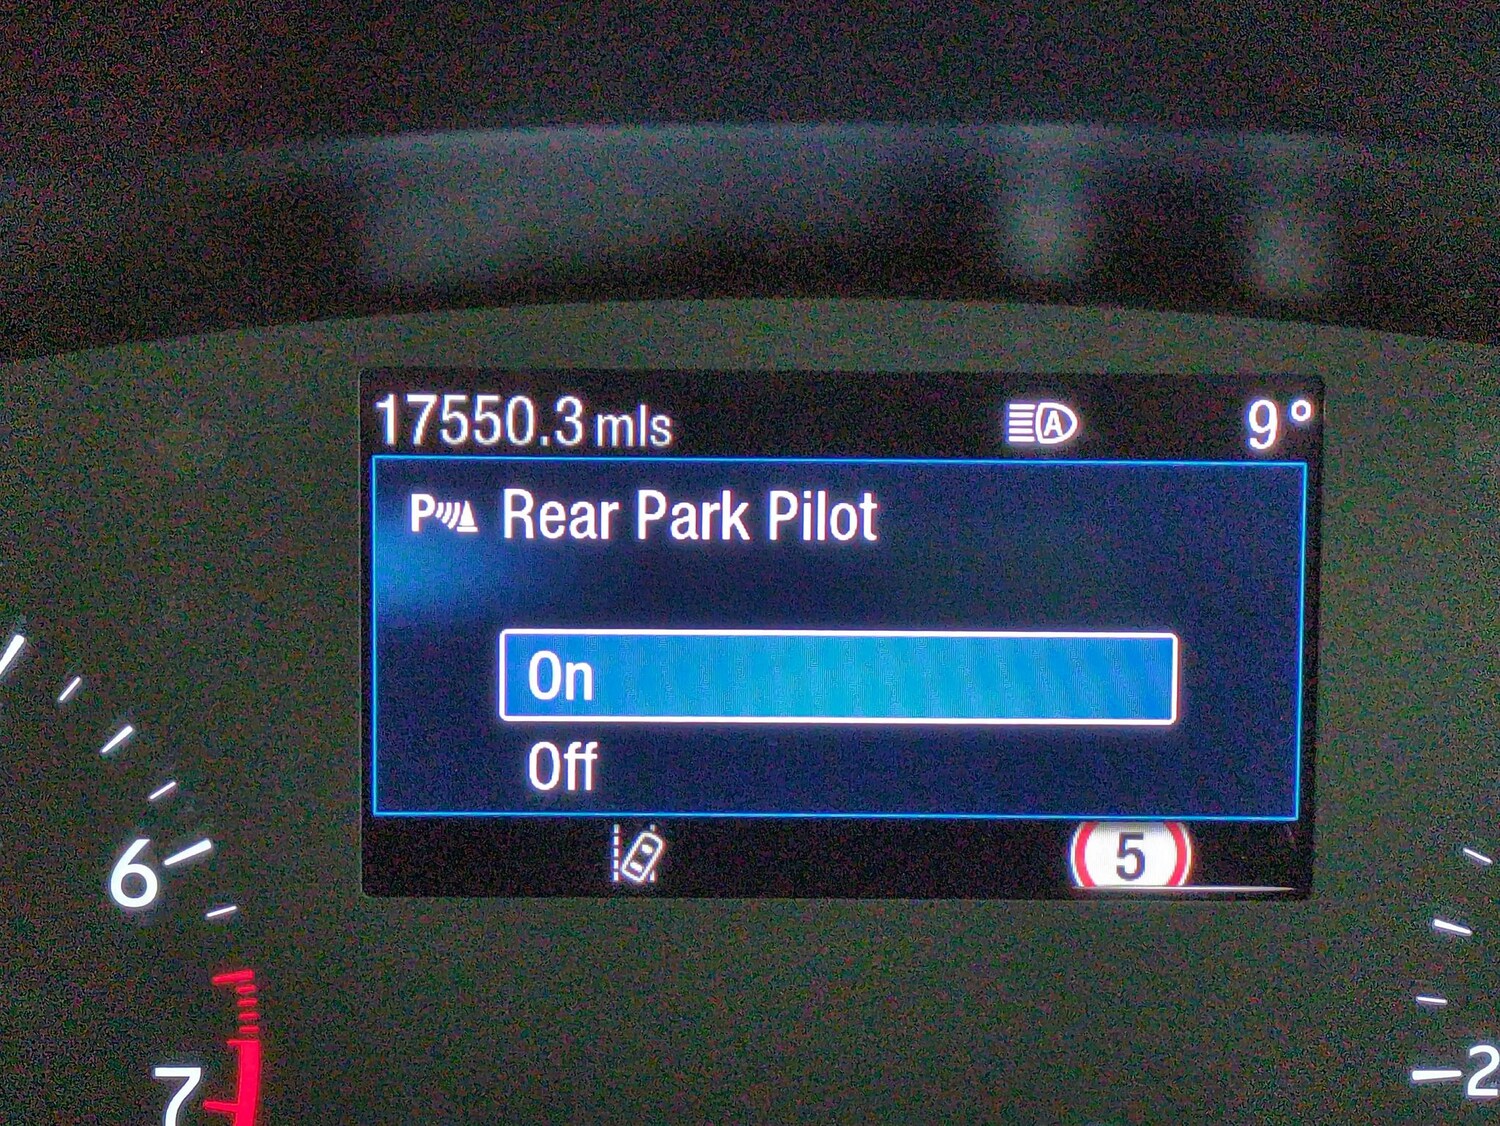 17550.3 mls A 9°
P Rear Park Pilot
On
Off
5
6
7
2